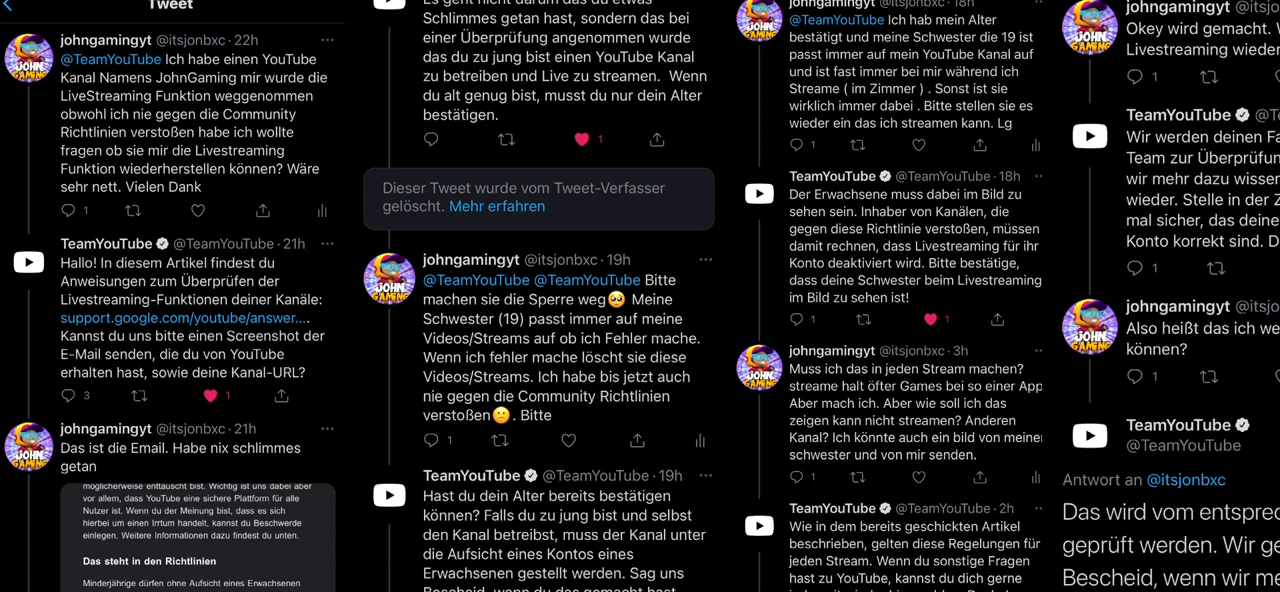 Tweet
johngamingyt @itsjonbxc · 22h
@TeamYouTube Ich habe einen YouTube
Kanal Namens JohnGaming mir wurde die
LiveStreaming Funktion weggenommen
obwohl ich nie gegen die Community
Richtlinien verstoßen habe ich wollte
fragen ob sie mir die Livestreaming
Funktion wiederherstellen können? Wäre
sehr nett. Vielen Dank
1
TeamYouTube @TeamYouTube · 21h
Hallo! In diesem Artikel findest du
Anweisungen zum Überprüfen der
Livestreaming-Funktionen deiner Kanäle:
support.google.com/youtube/answer....
Kannst du uns bitte einen Screenshot der
E-Mail senden, die du von YouTube
erhalten hast, sowie deine Kanal-URL?
3 1
johngamingyt @itsjonbxc · 21h
Das ist die Email. Habe nix schlimmes
getan
möglicherweise enttäuscht bist. Wichtig ist uns dabei aber
vor allem, dass YouTube eine sichere Plattform für alle
Nutzer ist. Wenn du der Meinung bist, dass es sich
hierbei um einen Irrtum handelt, kannst du Beschwerde
einlegen. Weitere Informationen dazu findest du unten.
Das steht in den Richtlinien
Minderjährige dürfen ohne Aufsicht eines Erwachsenen
Es geht nicht darum das du etwas
Schlimmes getan hast, sondern das bei
einer Überprüfung angenommen wurde
das du zu jung bist einen YouTube Kanal
zu betreiben und Live zu streamen. Wenn
du alt genug bist, musst du nur dein Alter
bestätigen.
1
Dieser Tweet wurde vom Tweet-Verfasser
gelöscht. Mehr erfahren
johngamingyt @itsjonbxc · 19h
@TeamYouTube @TeamYouTube Bitte
machen sie die Sperre weg🥺 Meine
Schwester (19) passt immer auf meine
Videos/Streams auf ob ich Fehler mache.
Wenn ich fehler mache löscht sie diese
Videos/Streams. Ich habe bis jetzt auch
nie gegen die Community Richtlinien
verstoßen😕. Bitte
1
TeamYouTube @TeamYouTube · 19h
Hast du dein Alter bereits bestätigen
können? Falls du zu jung bist und selbst
den Kanal betreibst, muss der Kanal unter
die Aufsicht eines Kontos eines
Erwachsenen gestellt werden. Sag uns
Bescheid, wenn du das gemacht hast
johngamingyt @itsjonbxc · 18h
@TeamYouTube Ich hab mein Alter
bestätigt und meine Schwester die 19 ist
passt immer auf mein YouTube Kanal auf
und ist fast immer bei mir während ich
Streame ( im Zimmer ) . Sonst ist sie
wirklich immer dabei . Bitte stellen sie es
wieder ein das ich streamen kann. Lg
1
TeamYouTube @TeamYouTube · 18h
Der Erwachsene muss dabei im Bild zu
sehen sein. Inhaber von Kanälen, die
gegen diese Richtlinie verstoßen, müssen
damit rechnen, dass Livestreaming für ihr
Konto deaktiviert wird. Bitte bestätige,
dass deine Schwester beim Livestreaming
im Bild zu sehen ist!
1 1
johngamingyt @itsjonbxc · 3h
Muss ich das in jeden Stream machen?
streame halt öfter Games bei so einer App
Aber mach ich. Aber wie soll ich das
zeigen kann nicht streamen? Anderen
Kanal? Ich könnte auch ein bild von meiner
schwester und von mir senden.
1
TeamYouTube @TeamYouTube · 2h
Wie in dem bereits geschickten Artikel
beschrieben, gelten diese Regelungen für
jeden Stream. Wenn du sonstige Fragen
hast zu YouTube, kannst du dich gerne
johngamingyt @itsjo
Okey wird gemacht.
Livestreaming wieder
1
TeamYouTube @Te
Wir werden deinen Fa
Team zur Überprüfun
wir mehr dazu wisser
wieder. Stelle in der Z
mal sicher, das deine
Konto korrekt sind. D
1
johngamingyt @itsjo
Also heißt das ich we
können?
1
TeamYouTube
@TeamYouTube
Antwort an @itsjonbxc
Das wird vom entsprec
geprüft werden. Wir ge
Bescheid, wenn wir me
JOHN
GAMING